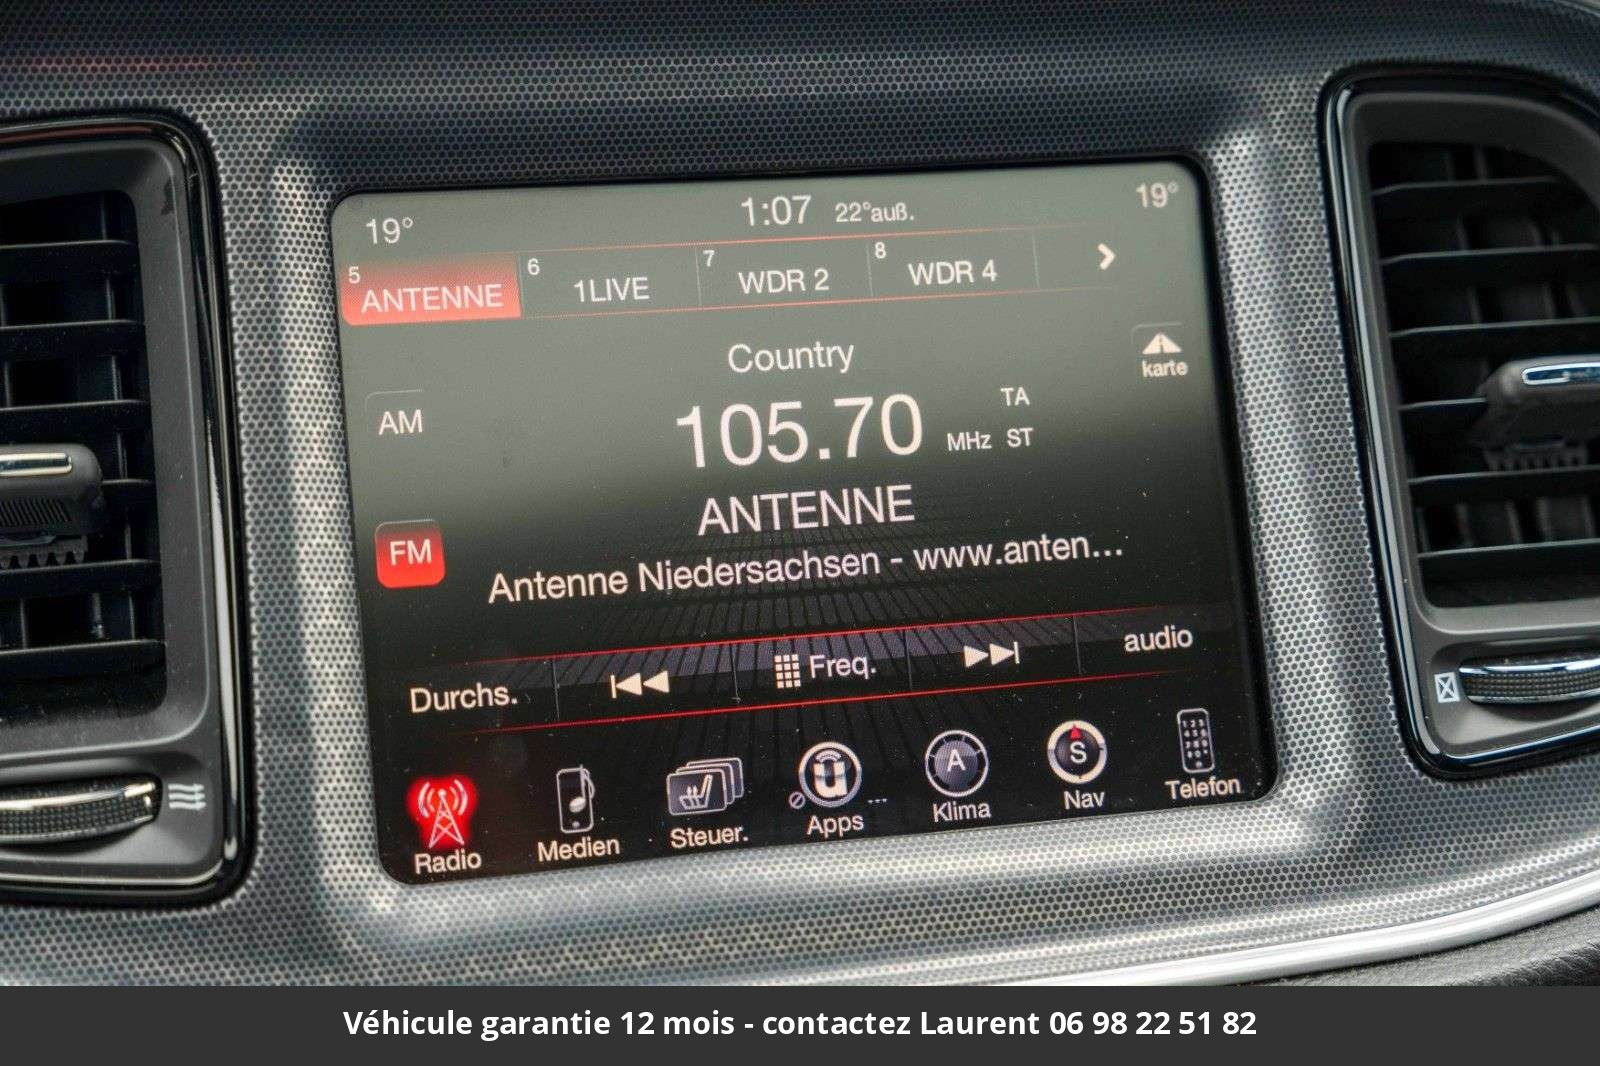 19° 1:07 22°auß. 19°
5 ANTENNE 6 1LIVE 7 WDR 2 8 WDR 4
Country
karte
AM 105.70 MHz TA ST
ANTENNE
FM
Antenne Niedersachsen - www.anten...
Durchs. Freq. audio
Radio Medien Steuer. Apps Klima Nav Telefon
A
S
Véhicule garantie 12 mois - contactez Laurent 06 98 22 51 82